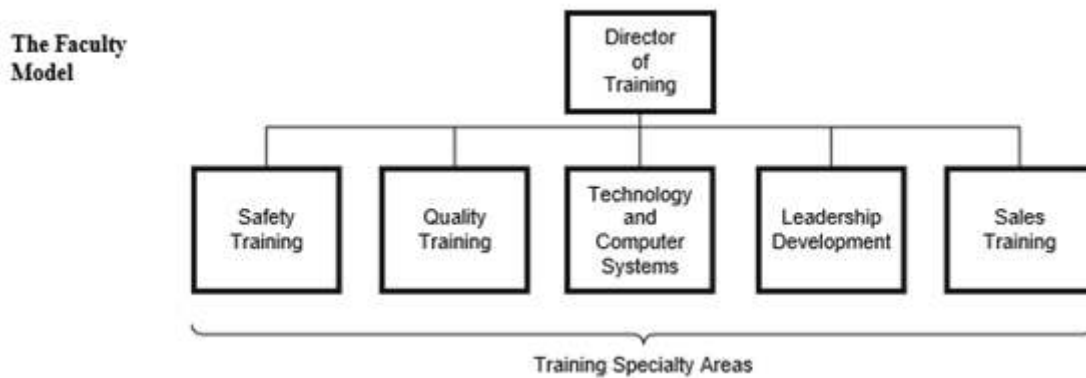 The Faculty
Model
Director
of
Training
Safety
Training
Quality
Training
Technology
and
Computer
Systems
Leadership
Development
Sales
Training
Training Specialty Areas